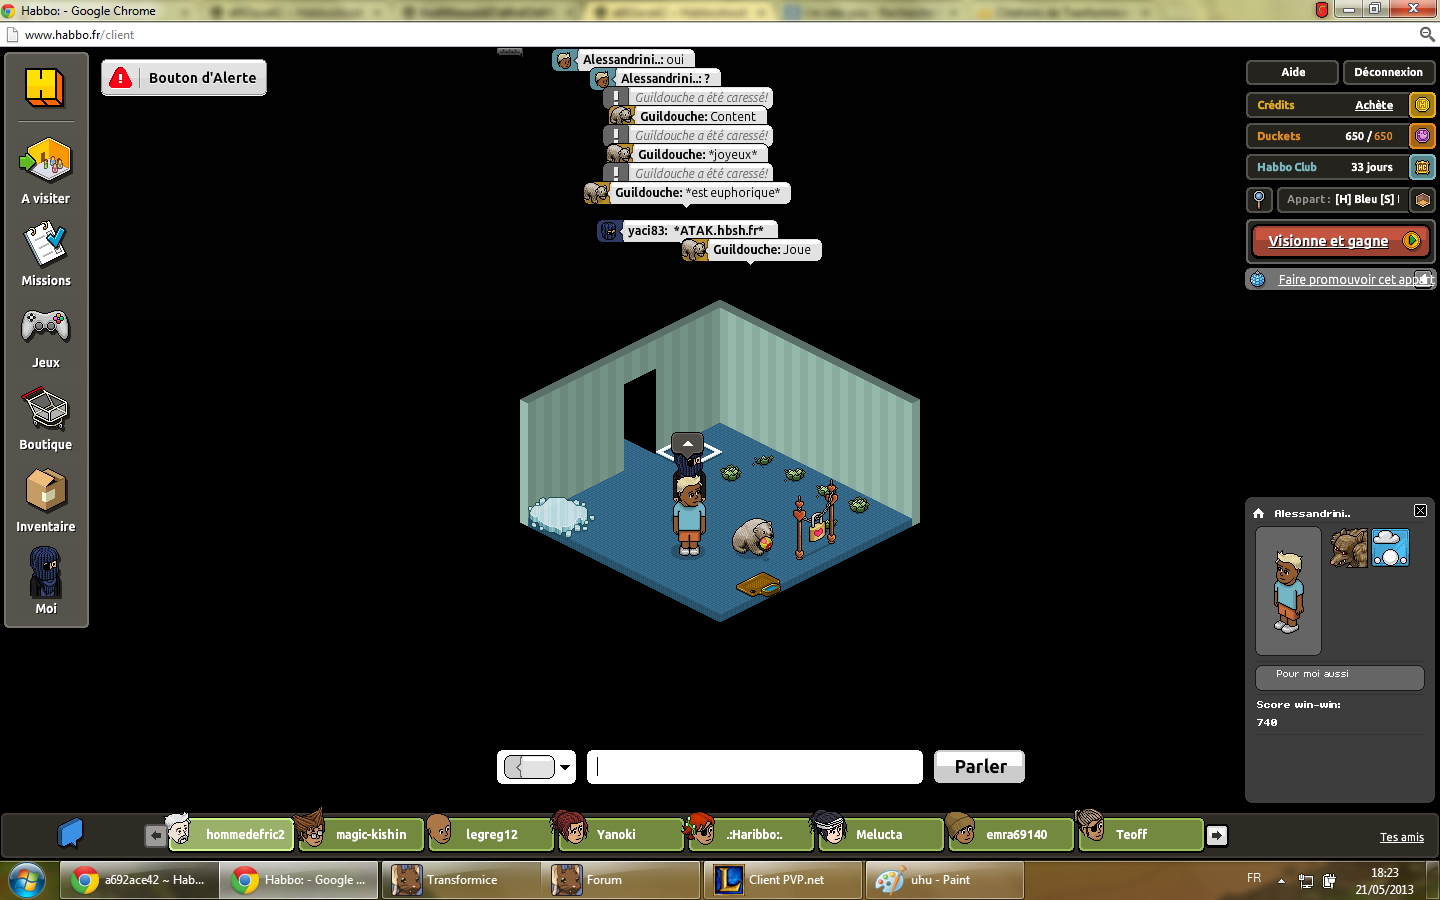 Habbo: - Google Chrome
www.habbo.fr/client
Bouton d'Alerte
A visiter
Missions
Jeux
Boutique
Inventaire
Moi
Alessandrini..: oui
Alessandrini..: ?
Guildouche a été caressé!
Guildouche: Content
Guildouche a été caressé!
Guildouche: *joyeux*
Guildouche a été caressé!
Guildouche: *est euphorique*
yaci83: *ATAK.hbsh.fr*
Guildouche: Joue
Aide
Déconnexion
Crédits Achète
Duckets 650 / 650
Habbo Club 33 jours
Appart : [H] Bleu [S]
Visionne et gagne
Faire promouvoir cet appart
Alessandrini..
Pour moi aussi
Score win-win:
740
Parler
hommedefric2
magic-kishin
legreg12
Yanoki
.:Haribbo:.
Melucta
emra69140
Teoff
Tes amis
a692ace42 ~ Hab...
Habbo: - Google ...
Transformice
Forum
Client PVP.net
uhu - Paint
FR
18:23
21/05/2013